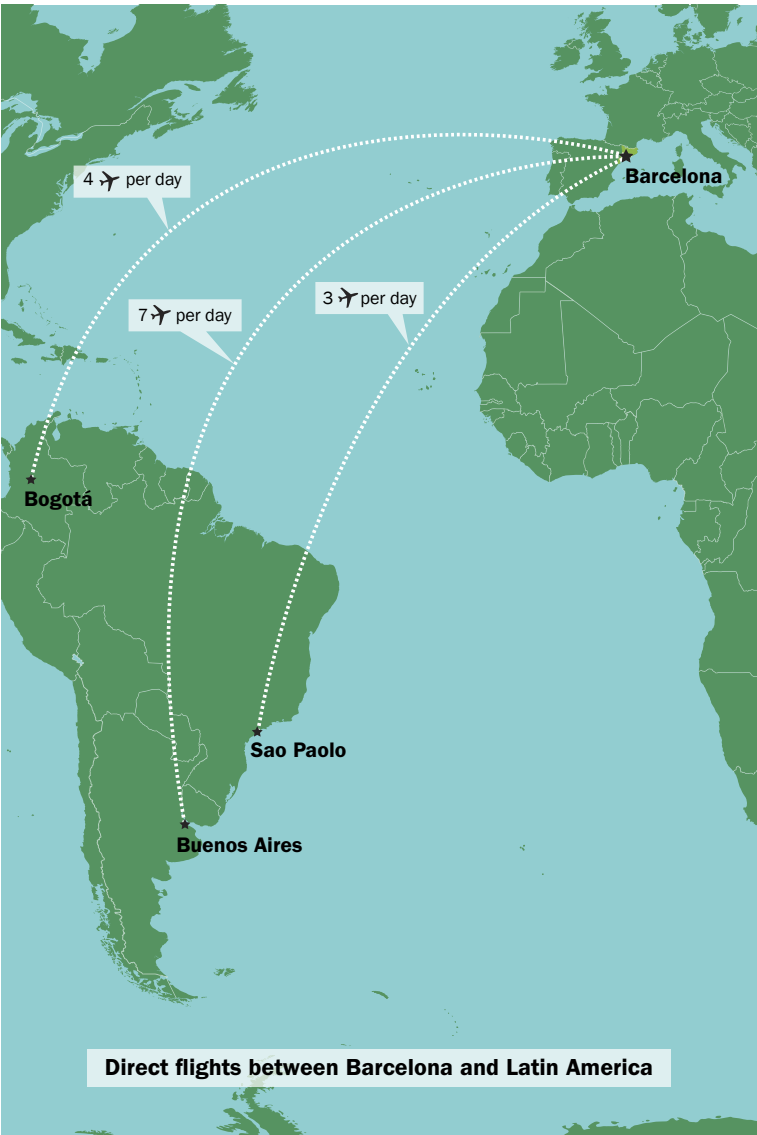 4 per day
Barcelona
3 per day
7 per day
Bogotá
Sao Paolo
Buenos Aires
Direct flights between Barcelona and Latin America